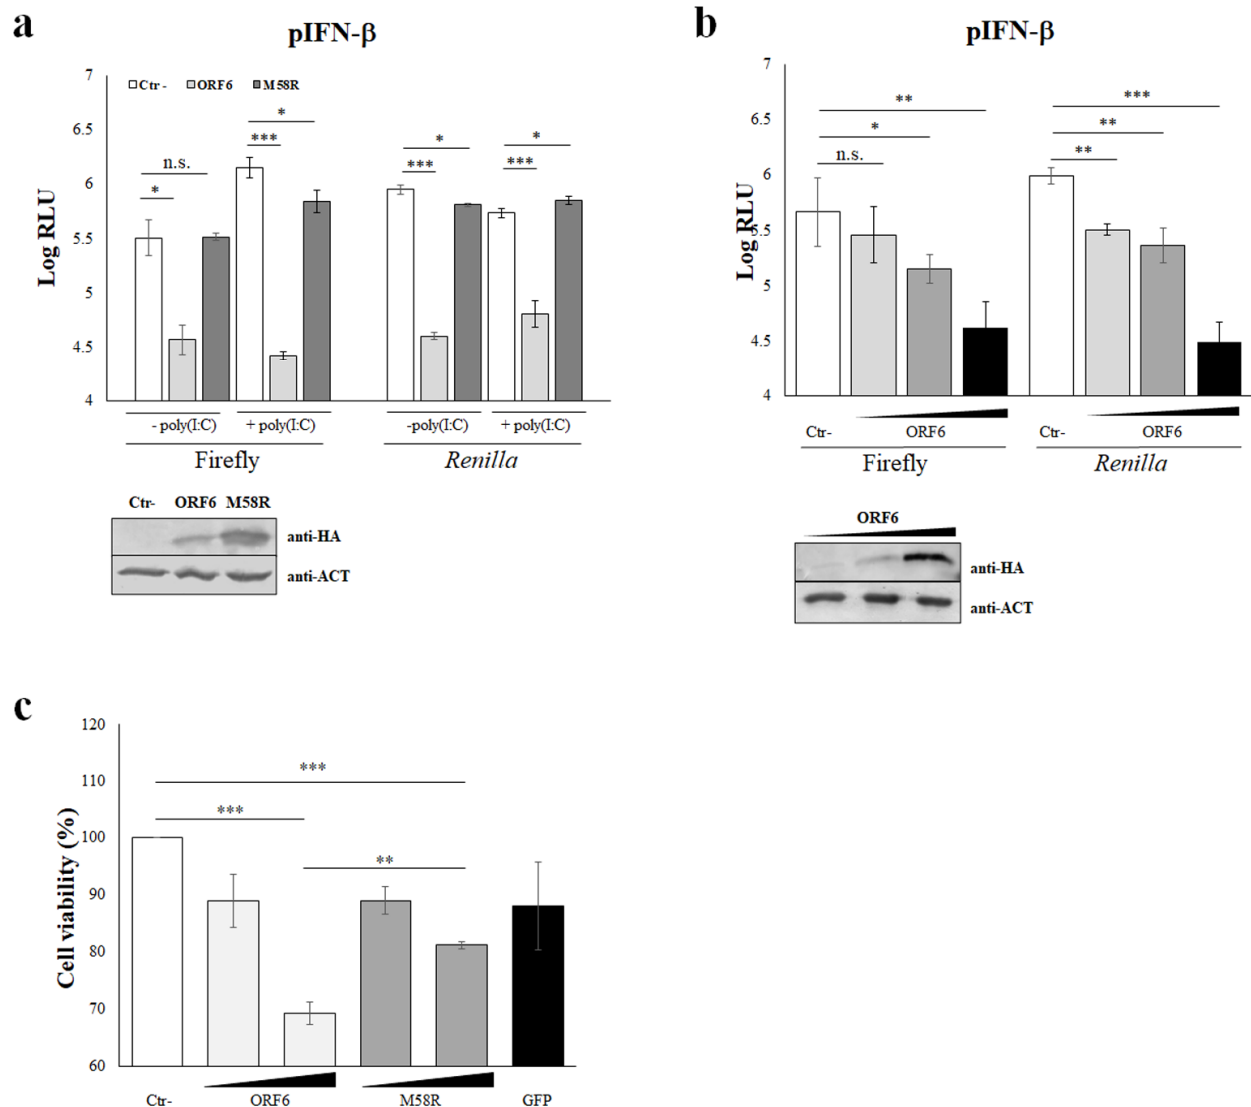 a
pIFN-β
7
6.5
6
5.5
5
4.5
4
Log RLU
Ctr - ORF6 M58R
n.s.
*
*
***
*
***
*
***
- poly(I:C) + poly(I:C) -poly(I:C) + poly(I:C)
Firefly Renilla
Ctr- ORF6 M58R
anti-HA
anti-ACT
b
pIFN-β
7
6.5
6
5.5
5
4.5
4
Log RLU
**
*
n.s.
***
**
**
Ctr- ORF6 Ctr- ORF6
Firefly Renilla
ORF6
anti-HA
anti-ACT
c
120
110
100
90
80
70
60
Cell viability (%)
***
***
**
Ctr- ORF6 M58R GFP